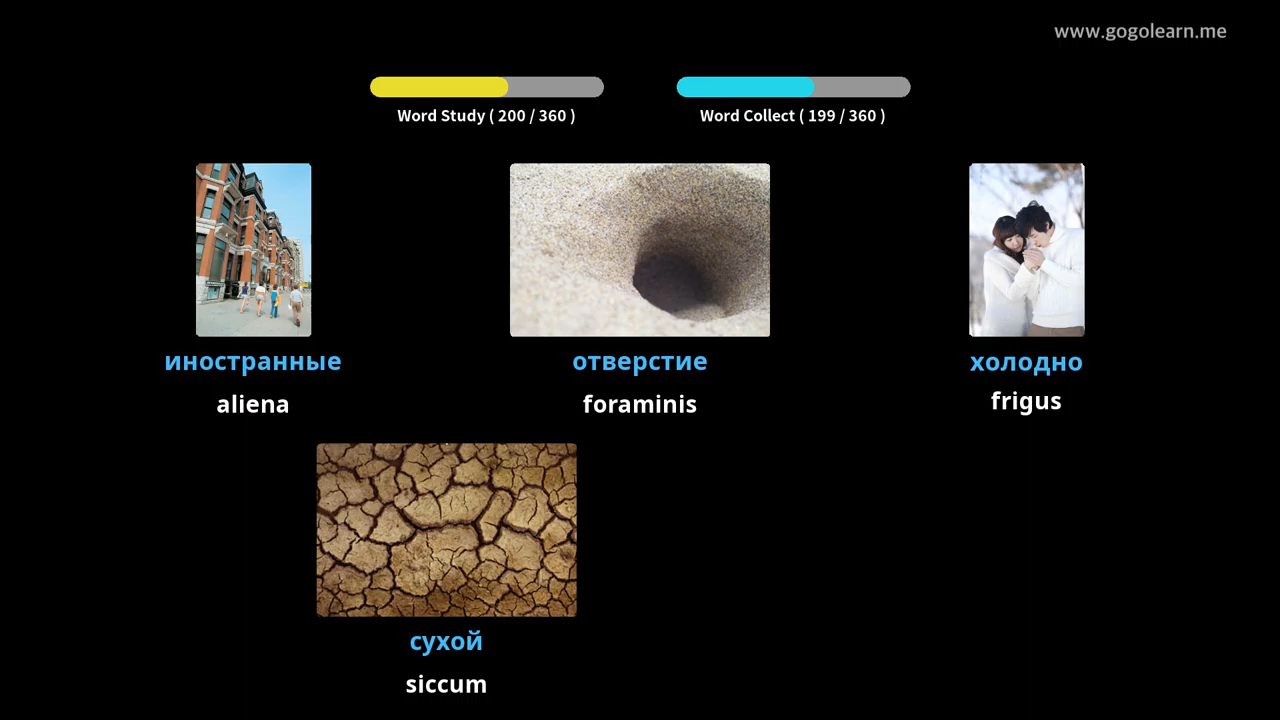 www.gogolearn.me
Word Study ( 200 / 360 )
Word Collect ( 199 / 360 )
иностранные
отверстие
холодно
aliena
foraminis
frigus
сухой
siccum